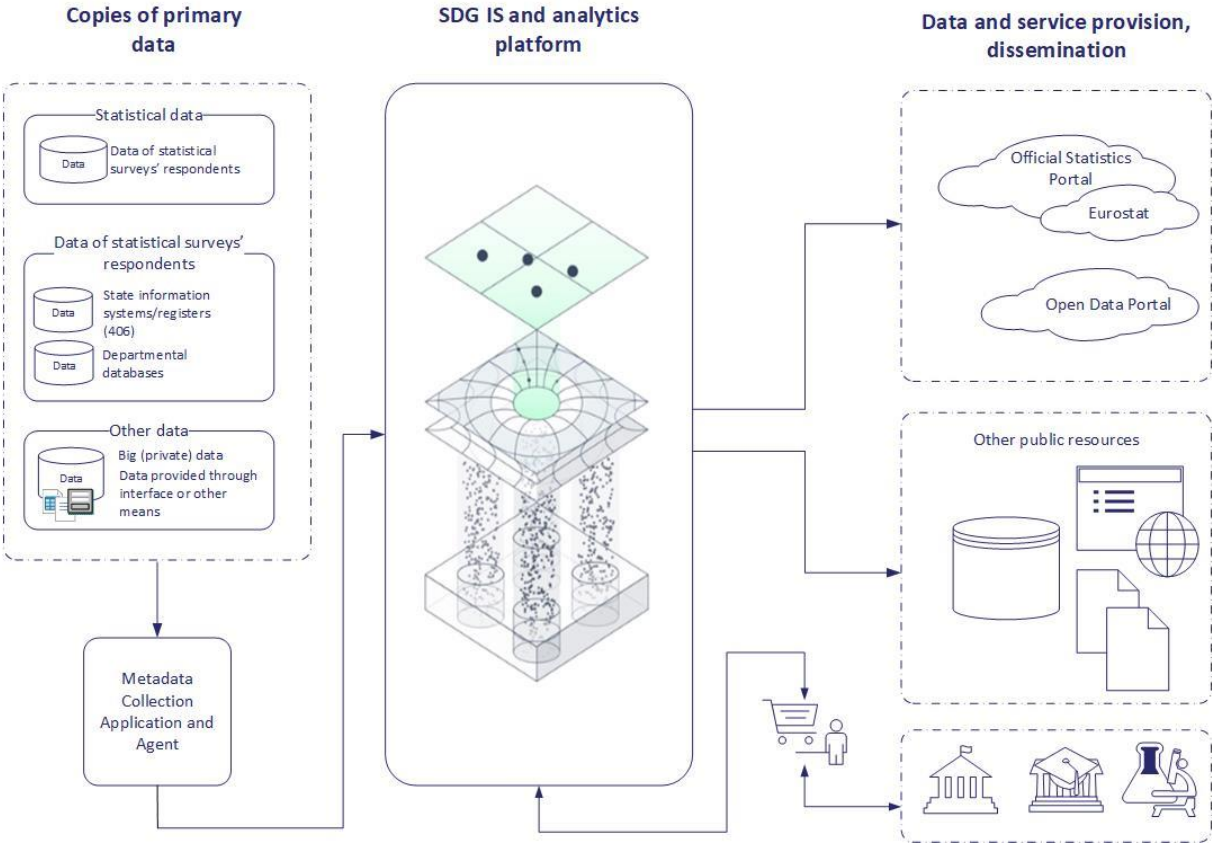 Copies of primary
data
SDG IS and analytics
platform
Data and service provision,
dissemination
Statistical data
Data
Data of statistical
surveys’ respondents
Data of statistical surveys’
respondents
Data
State information
systems/registers
(406)
Data
Departmental
databases
Other data
Data
Big (private) data
Data provided through
interface or other
means
Metadata
Collection
Application and
Agent
Official Statistics
Portal
Eurostat
Open Data Portal
Other public resources